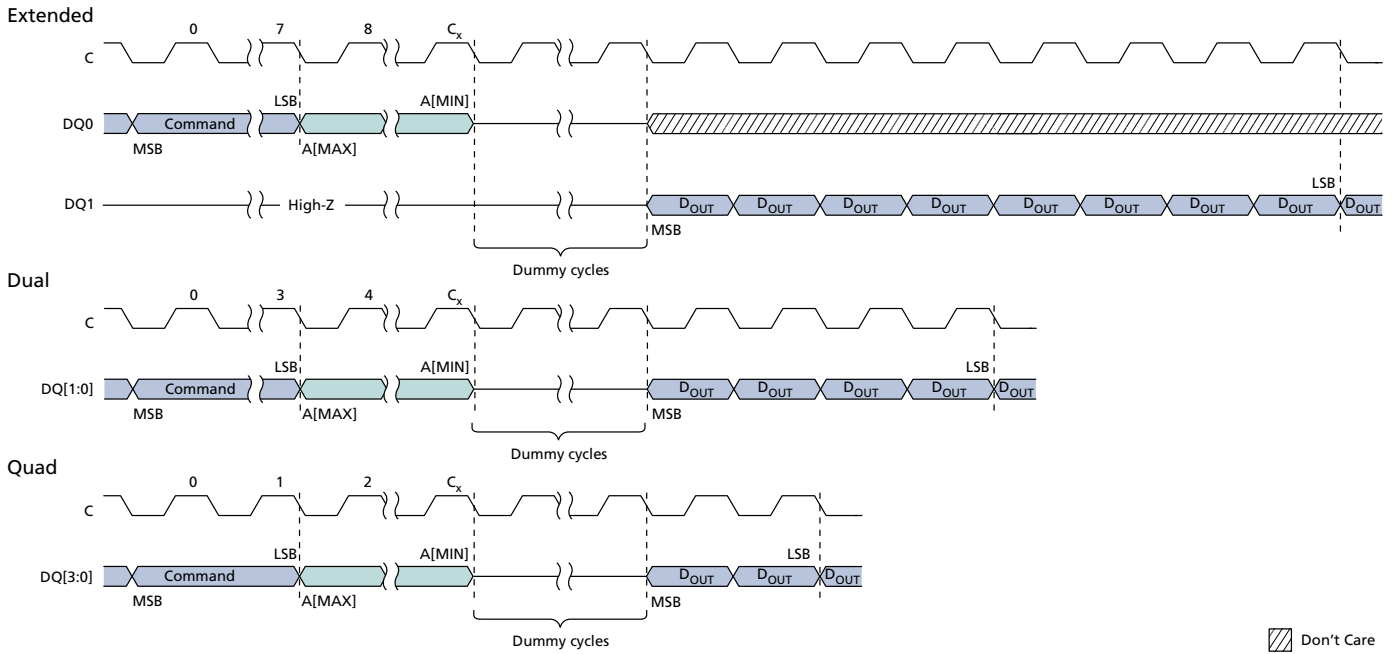 Extended
0 7 8 Cx
C
LSB A[MIN]
DQ0 Command
MSB A[MAX]
LSB
DQ1 High-Z DOUT DOUT DOUT DOUT DOUT DOUT DOUT DOUT DOUT
MSB
Dummy cycles
Dual
0 3 4 Cx
C
LSB A[MIN] LSB
DQ[1:0] Command DOUT DOUT DOUT DOUT DOUT
MSB A[MAX] MSB
Dummy cycles
Quad
0 1 2 Cx
C
LSB A[MIN] LSB
DQ[3:0] Command DOUT DOUT DOUT
MSB A[MAX] MSB
Dummy cycles
Don't Care